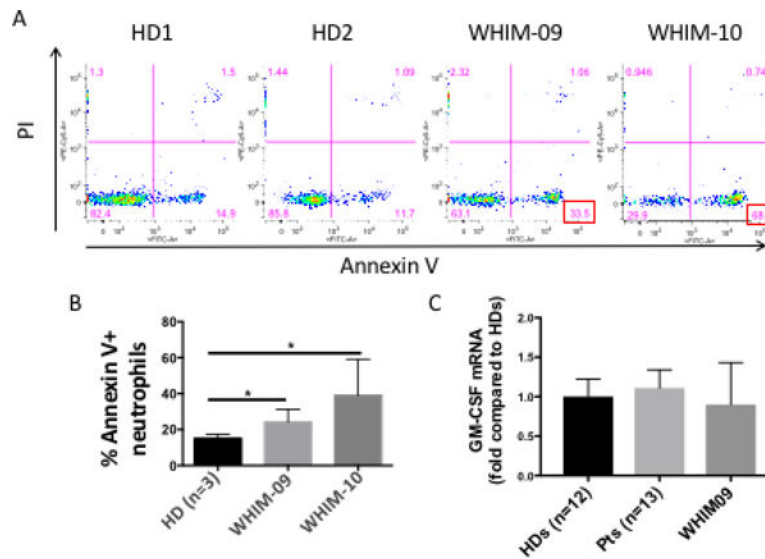 A
HD1 HD2 WHIM-09 WHIM-10
PI
1.3 1.5
82.4 14.9
1.44 1.09
85.8 11.7
2.32 1.06
63.1 33.5
0.946 0.74
29.9 68.
Annexin V
B
% Annexin V+
neutrophils
80
60
40
20
0
* *
HD (n=3) WHIM-09 WHIM-10
C
GM-CSF mRNA
(fold compared to HDs)
2.0
1.5
1.0
0.5
0.0
HDs (n=12) Pts (n=13) WHIM09